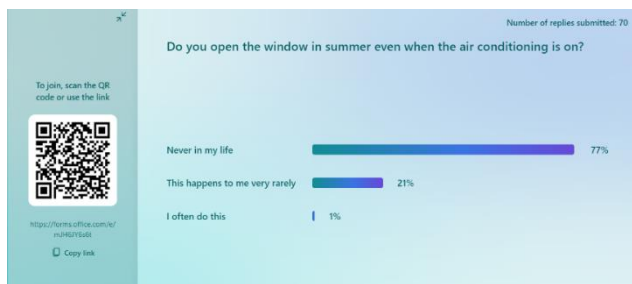 Number of replies submitted: 70
Do you open the window in summer even when the air conditioning is on?
To join, scan the QR
code or use the link
https://forms.office.com/e/
Copy link
Never in my life
77%
This happens to me very rarely
21%
I often do this
1%